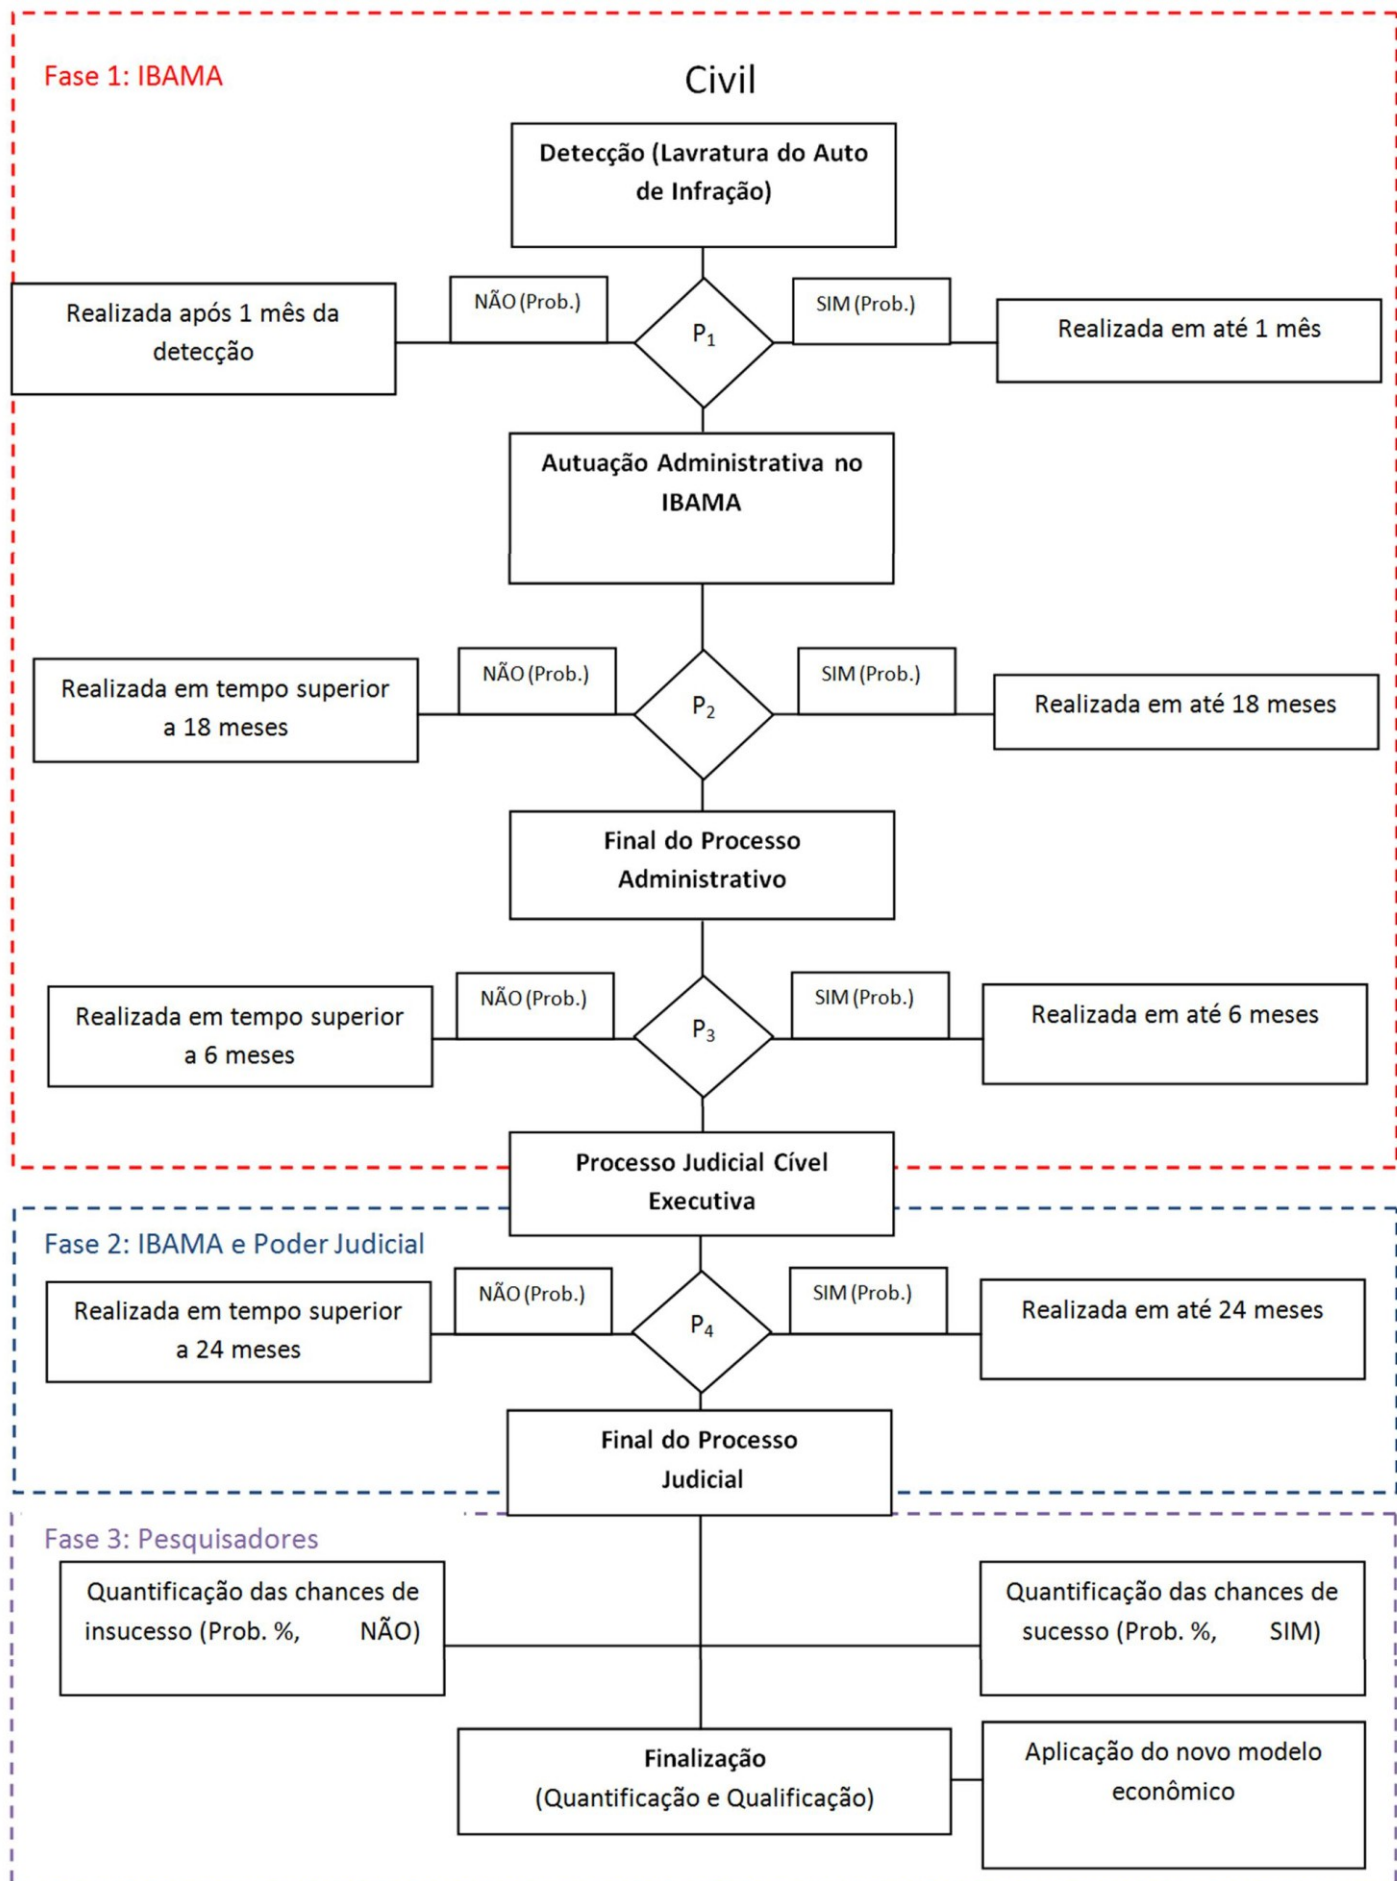 Fase 1: IBAMA
Civil
Detecção (Lavratura do Auto
de Infração)
Realizada após 1 mês da
detecção
NÃO (Prob.)
P1
SIM (Prob.)
Realizada em até 1 mês
Autuação Administrativa no
IBAMA
Realizada em tempo superior
a 18 meses
NÃO (Prob.)
P2
SIM (Prob.)
Realizada em até 18 meses
Final do Processo
Administrativo
Realizada em tempo superior
a 6 meses
NÃO (Prob.)
P3
SIM (Prob.)
Realizada em até 6 meses
Processo Judicial Cível
Executiva
Fase 2: IBAMA e Poder Judicial
Realizada em tempo superior
a 24 meses
NÃO (Prob.)
P4
SIM (Prob.)
Realizada em até 24 meses
Final do Processo
Judicial
Fase 3: Pesquisadores
Quantificação das chances de
insucesso (Prob. %, NÃO)
Quantificação das chances de
sucesso (Prob. %, SIM)
Finalização
(Quantificação e Qualificação)
Aplicação do novo modelo
econômico